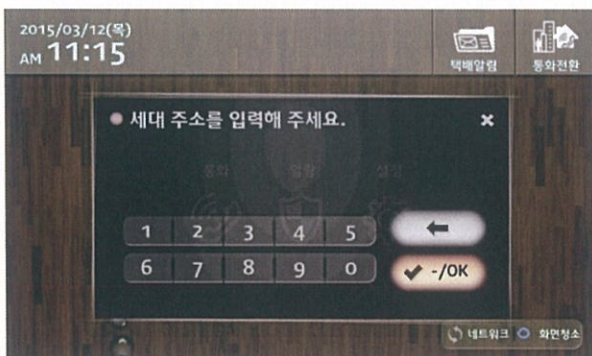 2015/03/12(목)
AM 11:15
택배알림
통화전환
세대 주소를 입력해 주세요.
통화
열람
설정
1 2 3 4 5
6 7 8 9 0
-/OK
네트워크
화면청소